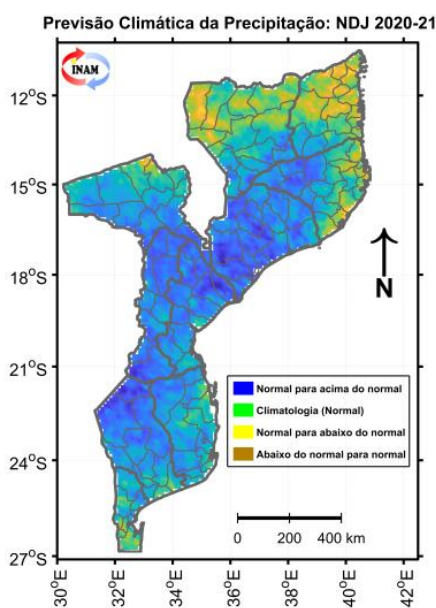 Previsão Climática da Precipitação: NDJ 2020-21
INAM
12°S
15°S
18°S
21°S
24°S
27°S
N
Normal para acima do normal
Climatologia (Normal)
Normal para abaixo do normal
Abaixo do normal para normal
0 200 400 km
30°E 32°E 34°E 36°E 38°E 40°E 42°E